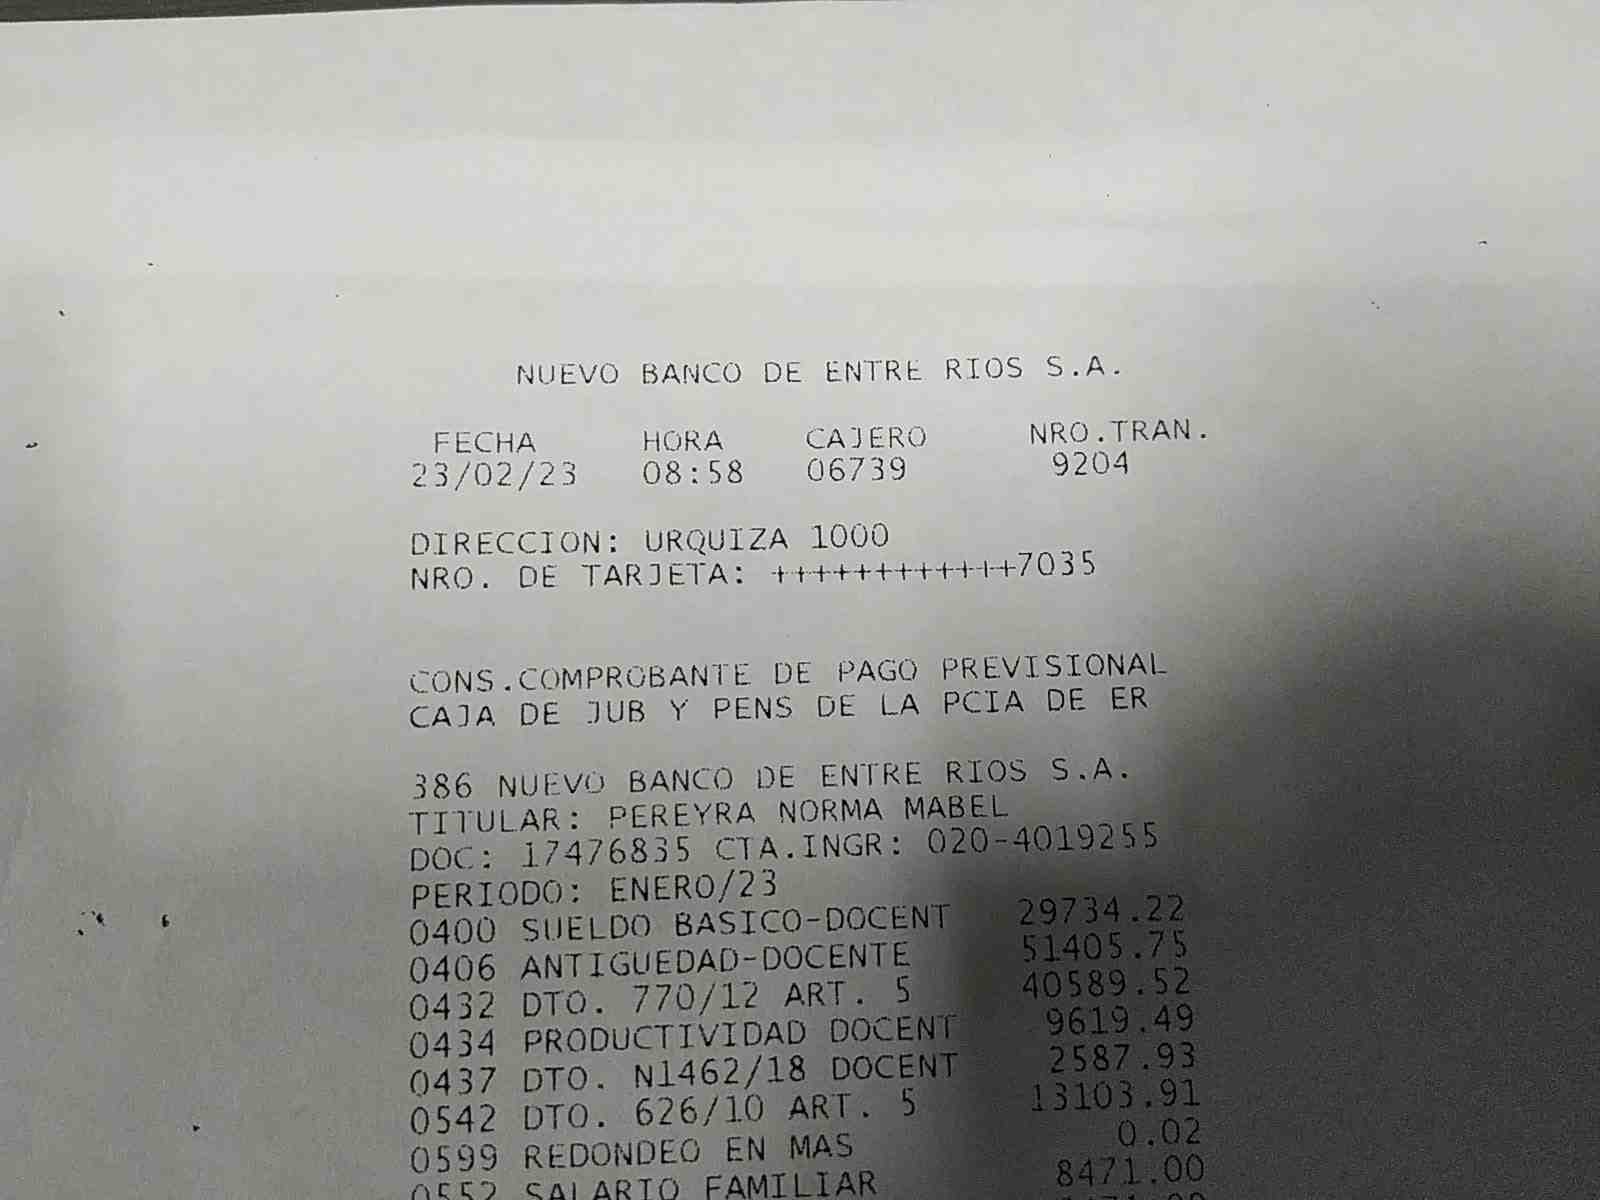 NUEVO BANCO DE ENTRE RIOS S.A.
FECHA HORA CAJERO NRO.TRAN.
23/02/23 08:58 06739 9204
DIRECCION: URQUIZA 1000
NRO. DE TARJETA: ++++++++++++7035
CONS.COMPROBANTE DE PAGO PREVISIONAL
CAJA DE JUB Y PENS DE LA PCIA DE ER
386 NUEVO BANCO DE ENTRE RIOS S.A.
TITULAR: PEREYRA NORMA MABEL
DOC: 17476835 CTA.INGR: 020-4019255
PERIODO: ENERO/23
0400 SUELDO BASICO-DOCENT 29734.22
0406 ANTIGUEDAD-DOCENTE 51405.75
0432 DTO. 770/12 ART. 5 40589.52
0434 PRODUCTIVIDAD DOCENT 9619.49
0437 DTO. N1462/18 DOCENT 2587.93
0542 DTO. 626/10 ART. 5 13103.91
0599 REDONDEO EN MAS 0.02
0552 SALARIO FAMILIAR 8471.00